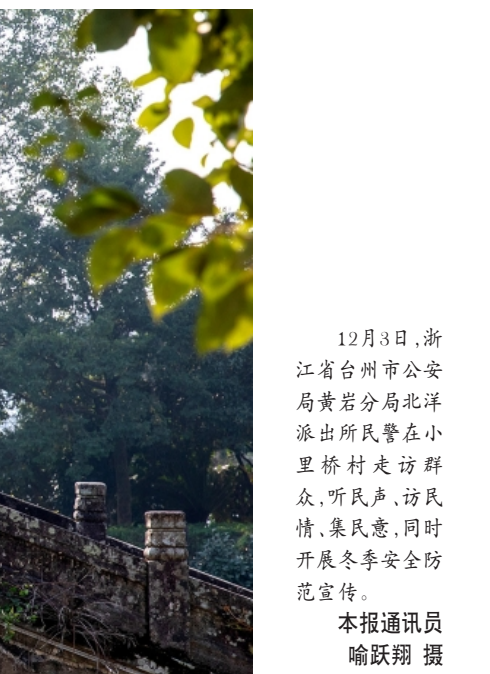 12月3日,浙
江省台州市公安
局黄岩分局北洋
派出所民警在小
里桥村走访群
众,听民声、访民
情、集民意,同时
开展冬季安全防
范宣传。
本报通讯员
喻跃翔 摄